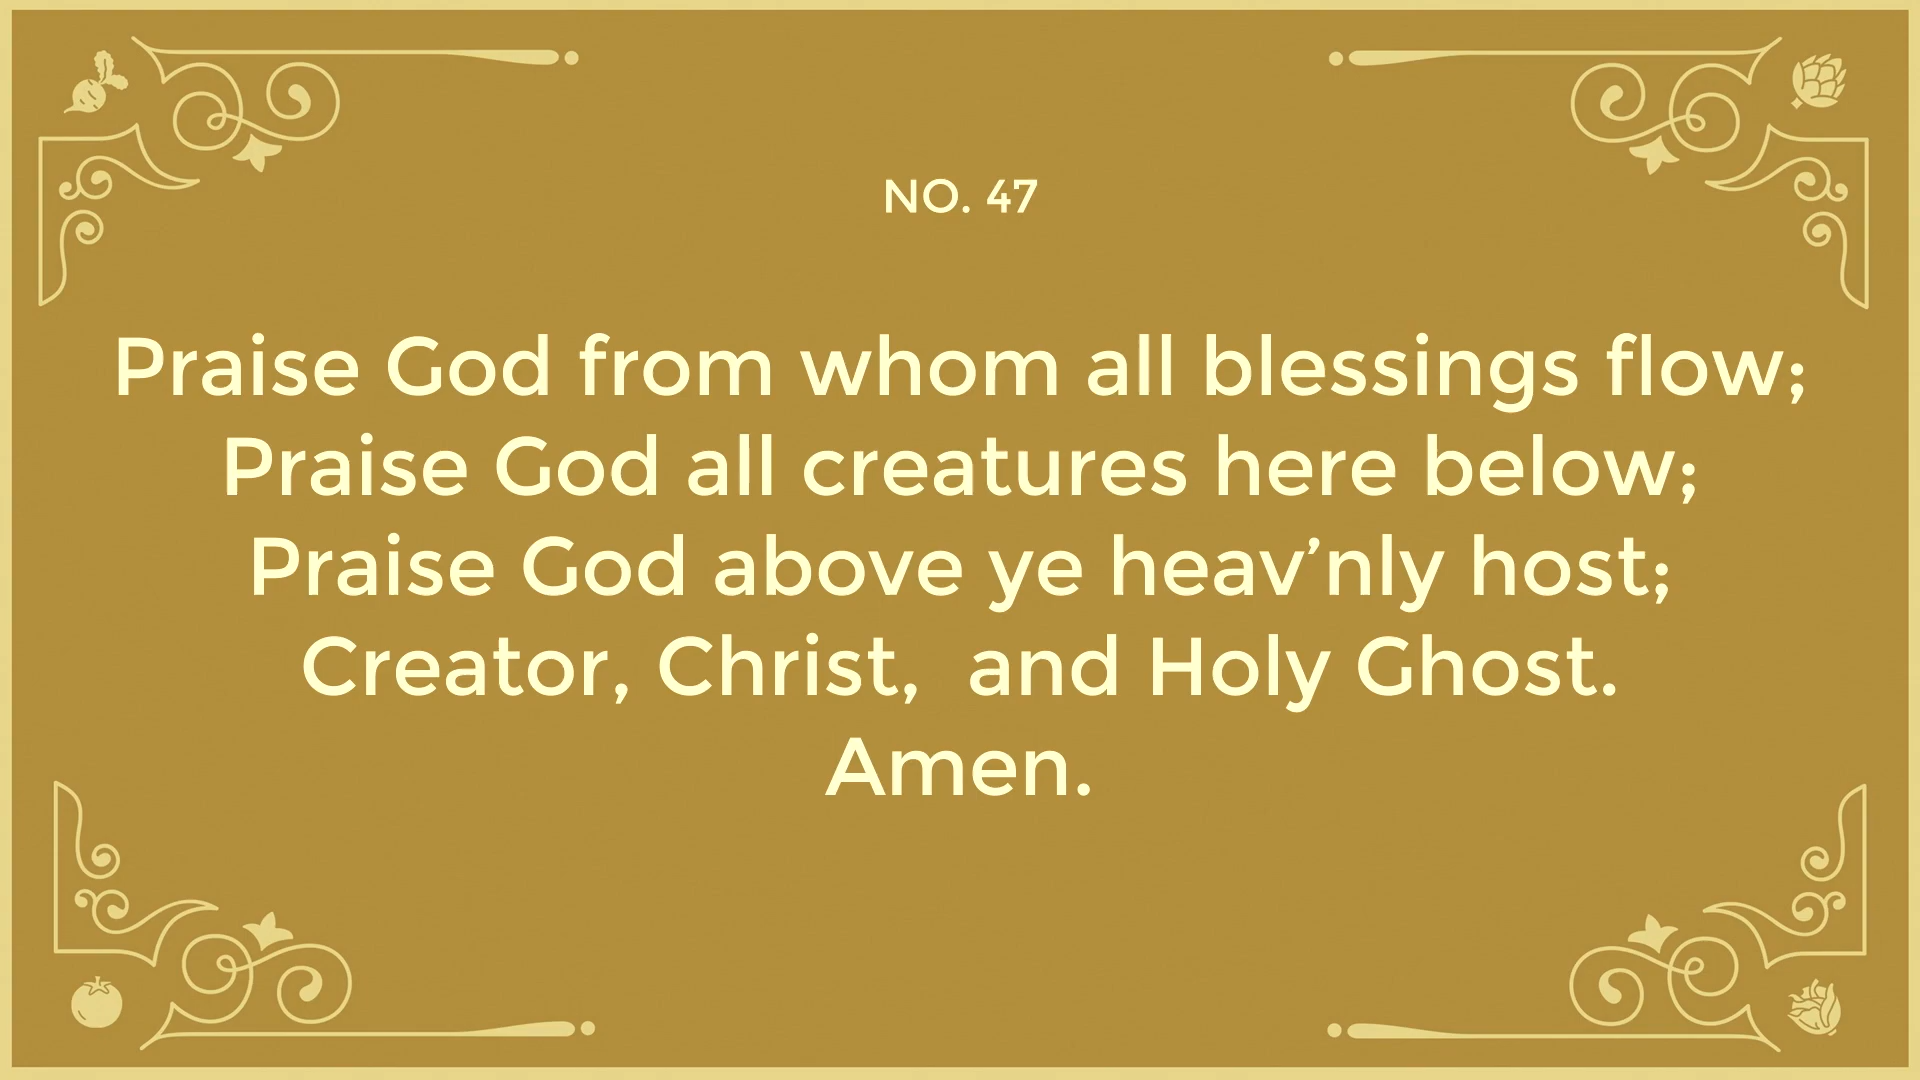 NO. 47
Praise God from whom all blessings flow;
Praise God all creatures here below;
Praise God above ye heav’nly host;
Creator, Christ,  and Holy Ghost.
Amen.